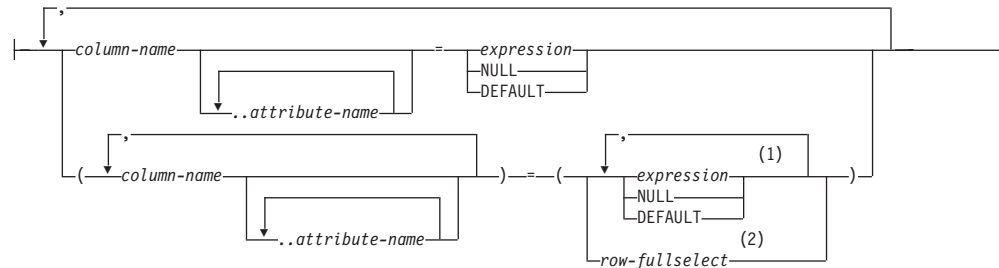 ,
column-name = expression
NULL
DEFAULT
..attribute-name
, , (1)
( column-name ) = ( expression )
NULL
DEFAULT
..attribute-name (2)
row-fullselect